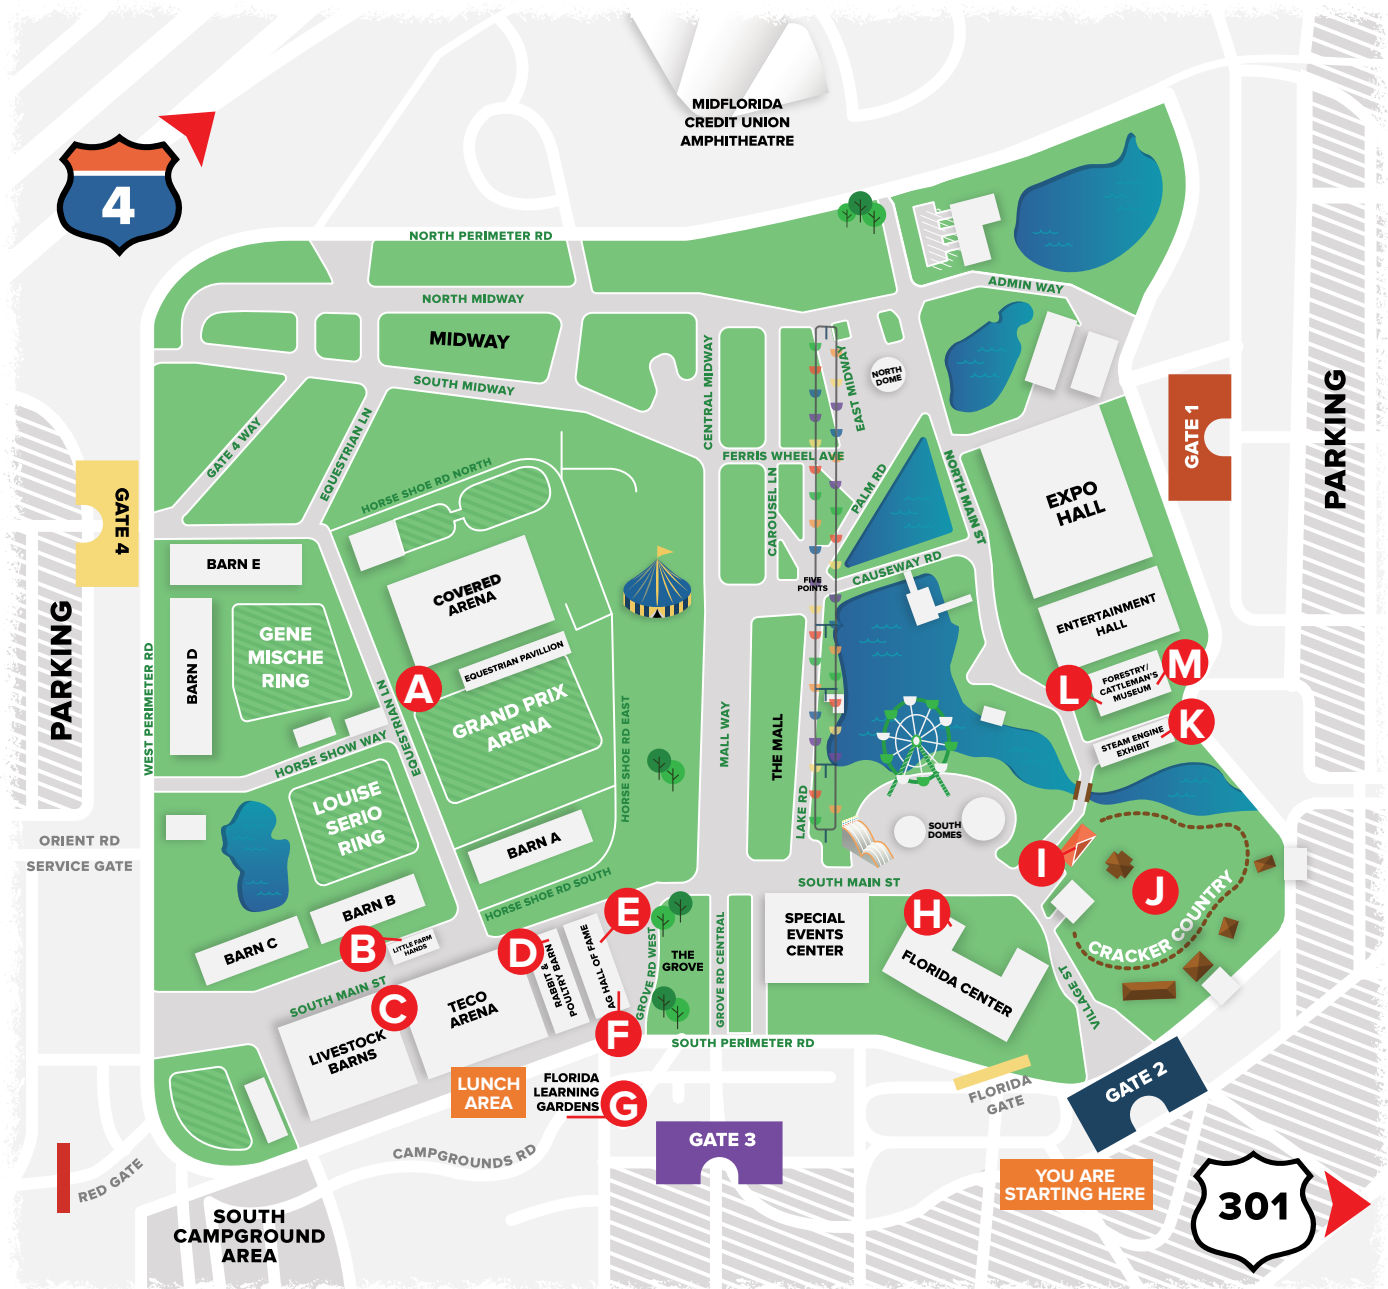 MIDFLORIDA
CREDIT UNION
AMPHITHEATRE
4
NORTH PERIMETER RD
NORTH MIDWAY
MIDWAY
SOUTH MIDWAY
ADMIN WAY
CENTRAL MIDWAY
EAST MIDWAY
NORTH
DOME
GATE 1
PARKING
GATE 4 WAY
EQUESTRIAN LN
HORSE SHOE RD NORTH
FERRIS WHEEL AVE
CAROUSEL LN
PALM RD
NORTH MAIN ST
EXPO
HALL
GATE 4
PARKING
BARN E
BARN D
WEST PERIMETER RD
GENE
MISCHE
RING
COVERED
ARENA
EQUESTRIAN PAVILLION
FIVE
POINTS
CAUSEWAY RD
ENTERTAINMENT
HALL
FORESTRY/
CATTLEMAN'S
MUSEUM
L
M
STEAM ENGINE
EXHIBIT
K
A
EQUESTRIAN LN
GRAND PRIX
ARENA
HORSE SHOE RD EAST
MALL WAY
THE MALL
LAKE RD
HORSE SHOW WAY
LOUISE
SERIO
RING
BARN A
SOUTH
DOMES
ORIENT RD
SERVICE GATE
I
J
CRACKER COUNTRY
HORSE SHOE RD SOUTH
SOUTH MAIN ST
BARN B
BARN C
B
LITTLE FARM
HANDS
D
RABBIT &
POULTRY BARN
E
AG HALL OF FAME
F
GROVE RD WEST
THE
GROVE
GROVE RD CENTRAL
SPECIAL
EVENTS
CENTER
H
FLORIDA CENTER
VILLAGE ST
SOUTH MAIN ST
C
TECO
ARENA
LIVESTOCK
BARNS
SOUTH PERIMETER RD
LUNCH
AREA
FLORIDA
LEARNING
GARDENS
G
FLORIDA
GATE
GATE 2
GATE 3
CAMPGROUNDS RD
RED GATE
YOU ARE
STARTING HERE
301
SOUTH
CAMPGROUND
AREA